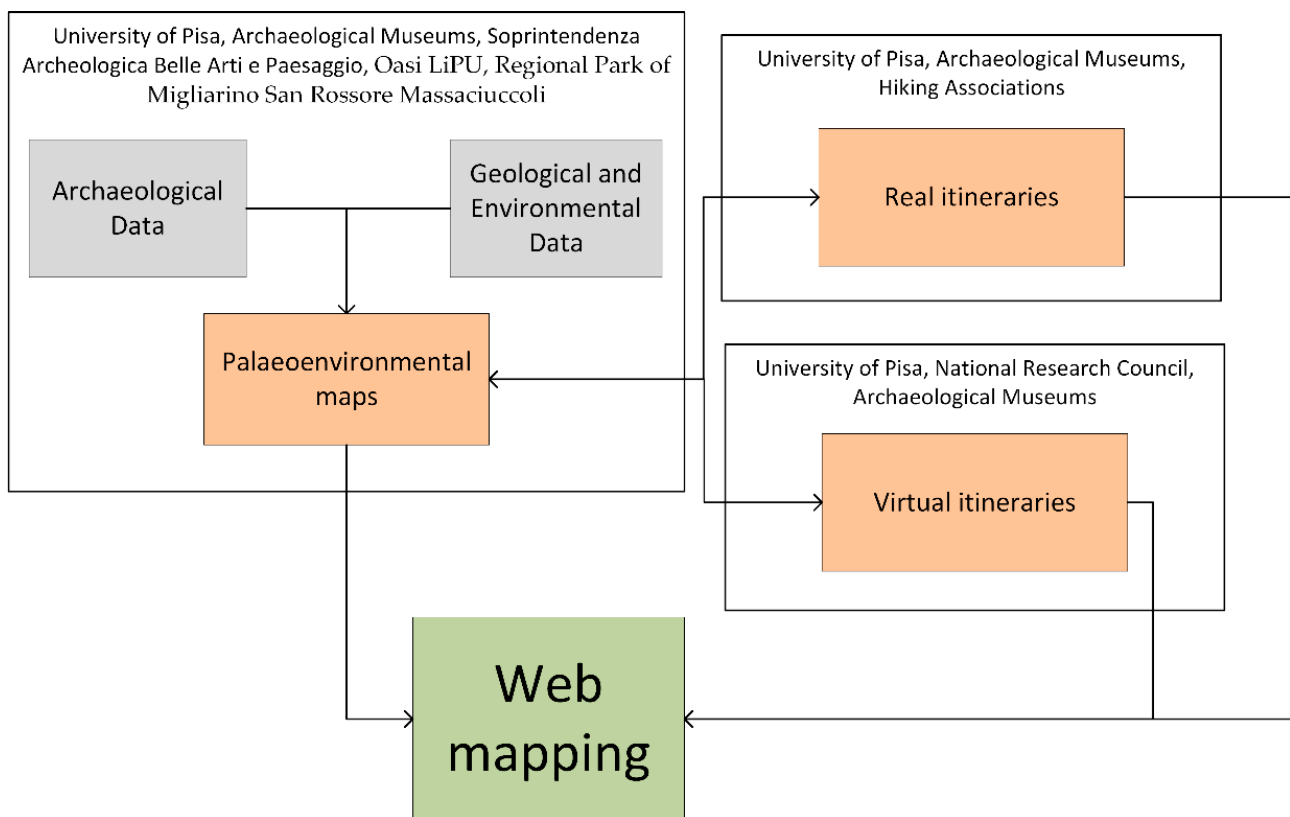 University of Pisa, Archaeological Museums, Soprintendenza
Archeologica Belle Arti e Paesaggio, Oasi LiPU, Regional Park of
Migliarino San Rossore Massaciuccoli
Archaeological
Data
Geological and
Environmental
Data
Palaeoenvironmental
maps
University of Pisa, Archaeological Museums,
Hiking Associations
Real itineraries
University of Pisa, National Research Council,
Archaeological Museums
Virtual itineraries
Web
mapping